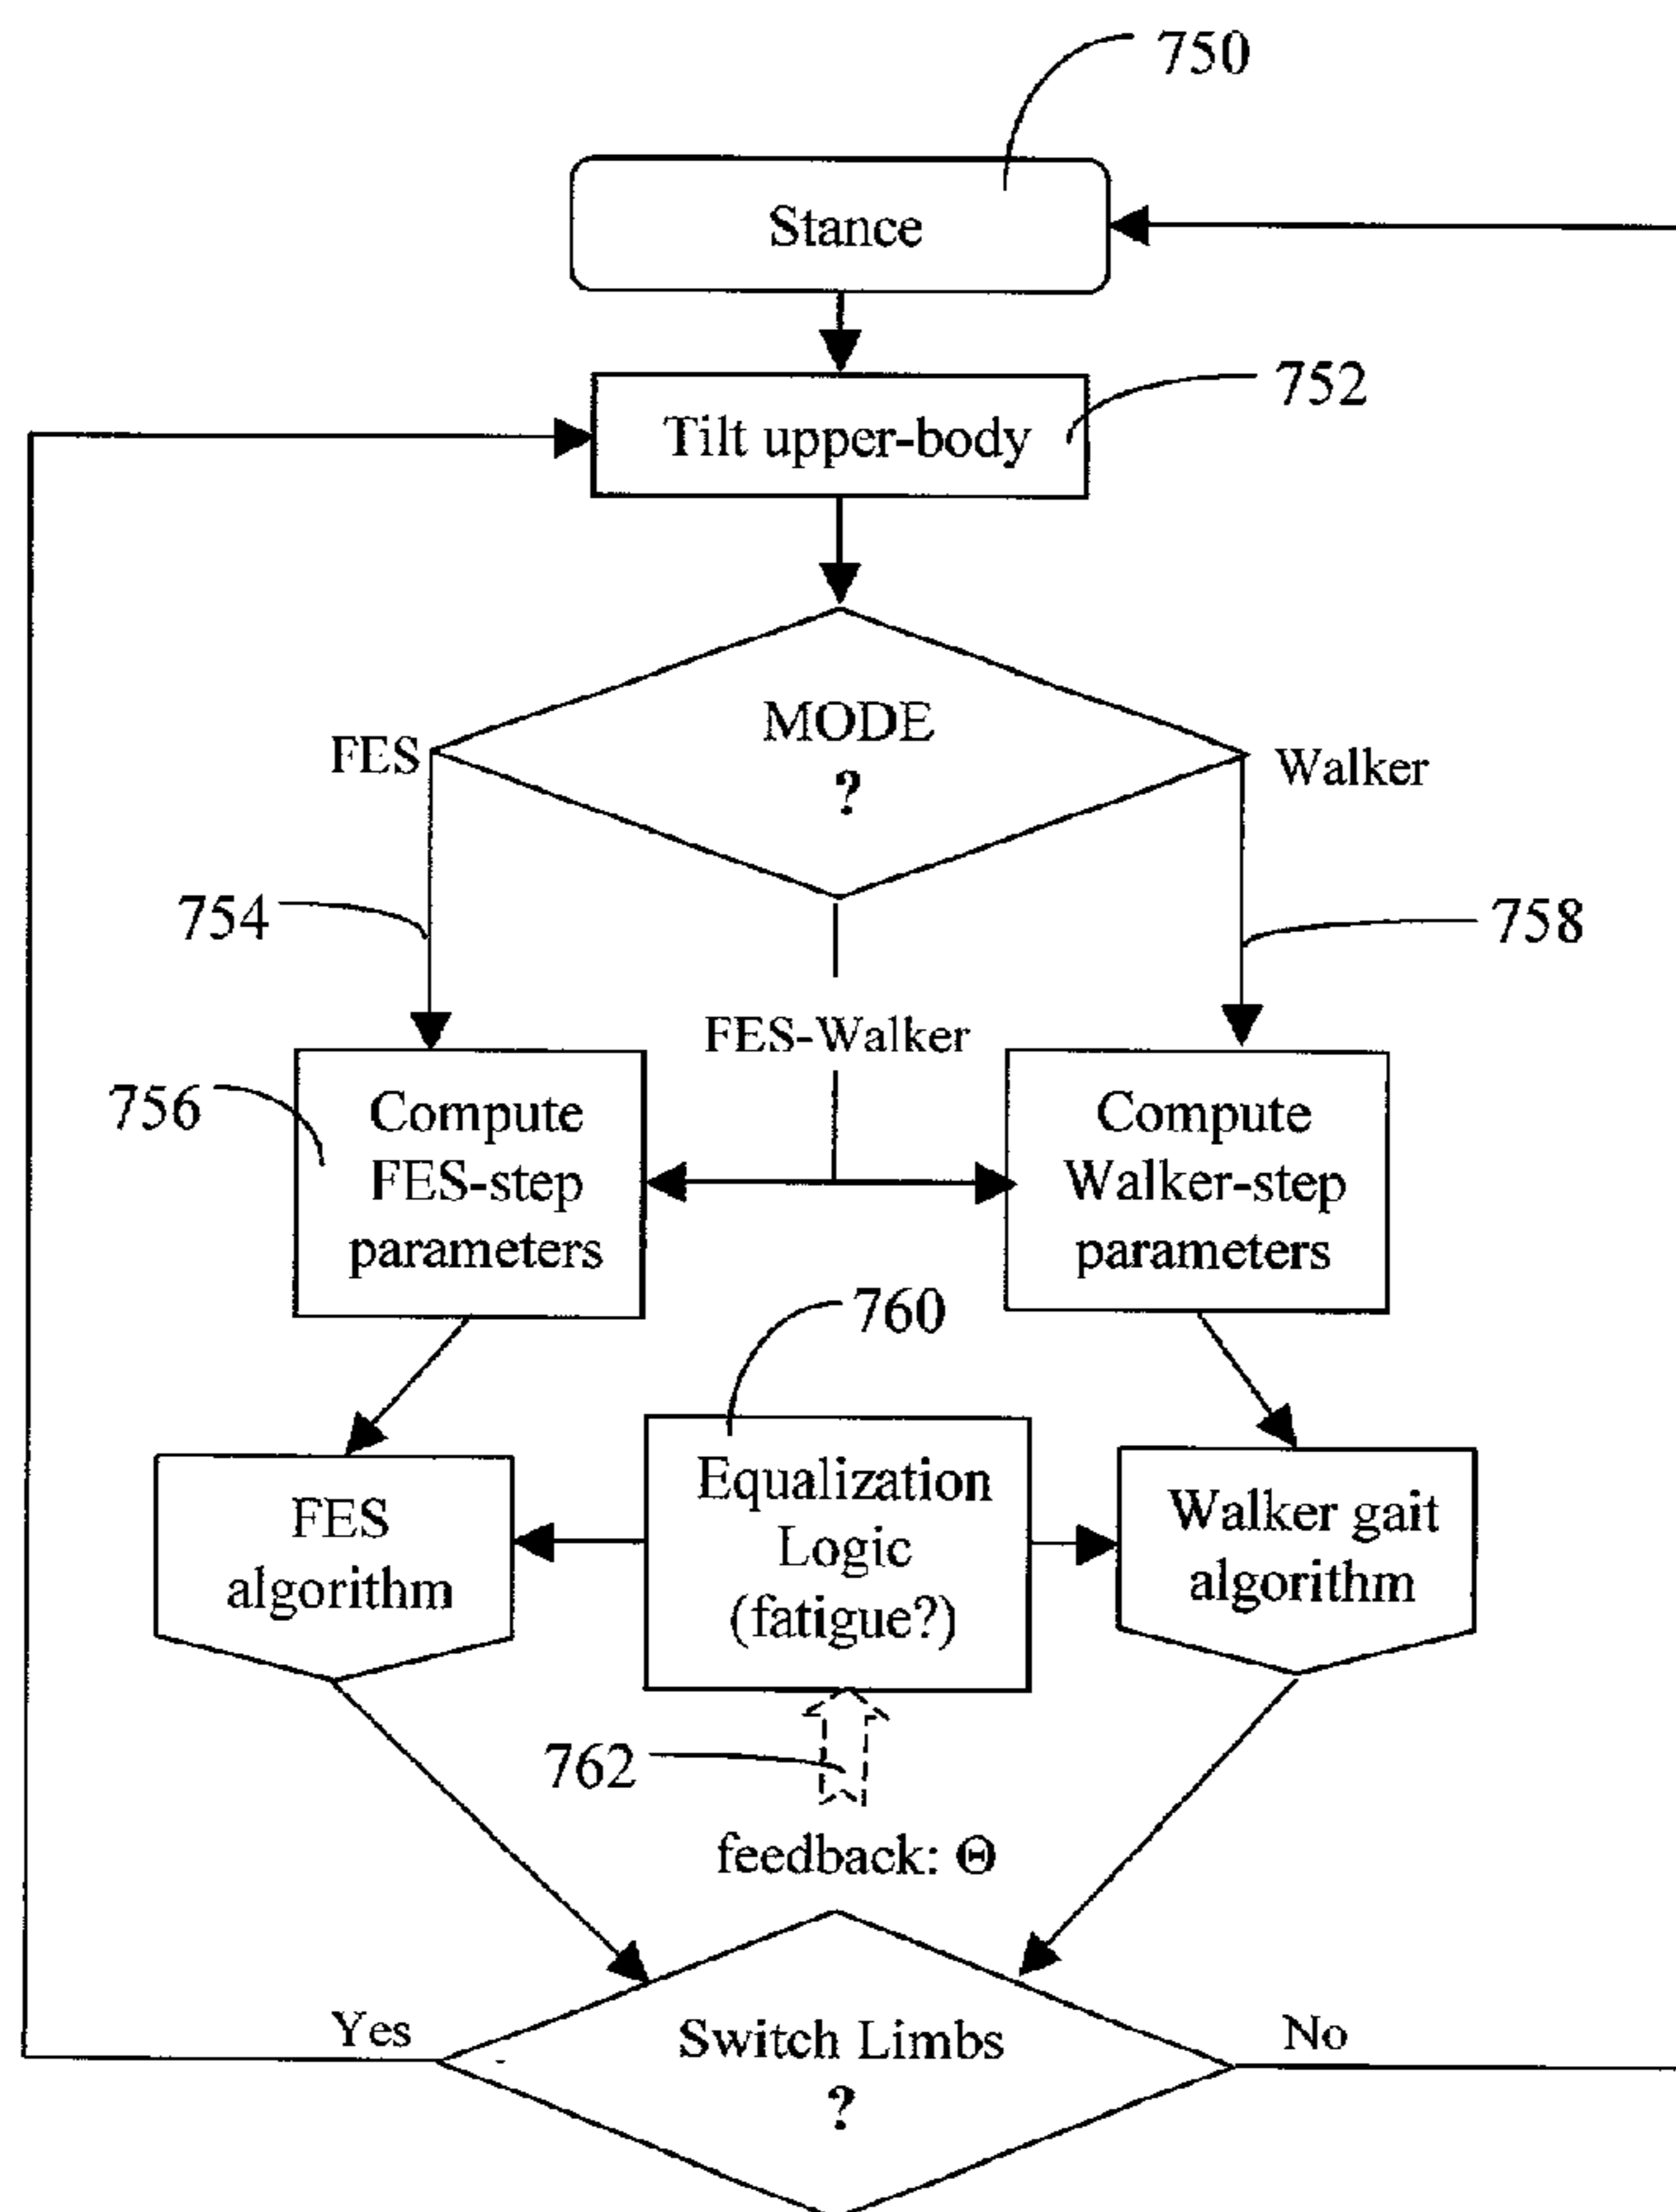 750
Stance
752
Tilt upper-body
MODE
?
FES
Walker
754
758
FES-Walker
756
Compute
FES-step
parameters
Compute
Walker-step
parameters
760
FES
algorithm
Equalization
Logic
(fatigue?)
Walker gait
algorithm
762
feedback: Θ
Yes
Switch Limbs
?
No